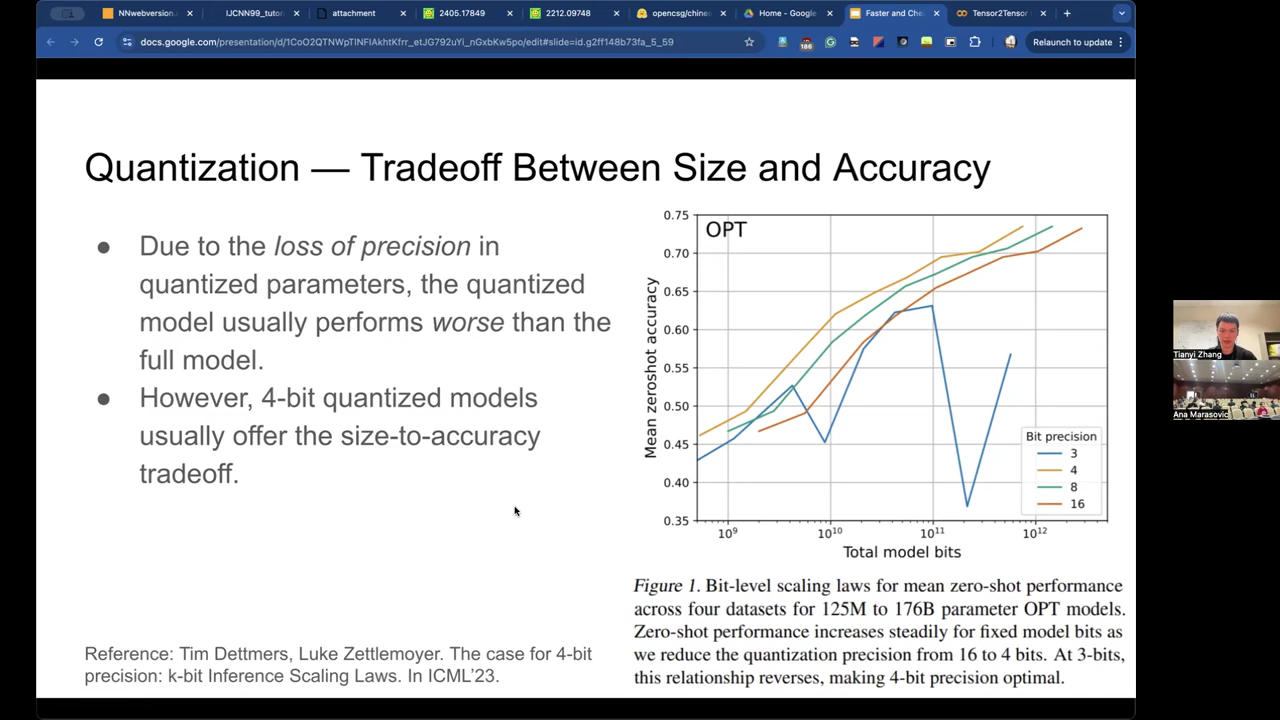 NNwebversion.
IJCNN99_tutor
attachment
2405.17849
2212.09748
opencsg/chines
Home - Google
Faster and Che
Tensor2Tensor
docs.google.com/presentation/d/1CoO2QTNWpTlNFIAkhtKfrr_etJG792uYi_nGxbKw5po/edit#slide=id.g2ff148b73fa_5_59
186
Relaunch to update
Quantization — Tradeoff Between Size and Accuracy
● Due to the loss of precision in
quantized parameters, the quantized
model usually performs worse than the
full model.
● However, 4-bit quantized models
usually offer the size-to-accuracy
tradeoff.
Reference: Tim Dettmers, Luke Zettlemoyer. The case for 4-bit
precision: k-bit Inference Scaling Laws. In ICML’23.
OPT
Mean zeroshot accuracy
0.75
0.70
0.65
0.60
0.55
0.50
0.45
0.40
0.35
Bit precision
3
4
8
16
10⁹ 10¹⁰ 10¹¹ 10¹²
Total model bits
Figure 1. Bit-level scaling laws for mean zero-shot performance
across four datasets for 125M to 176B parameter OPT models.
Zero-shot performance increases steadily for fixed model bits as
we reduce the quantization precision from 16 to 4 bits. At 3-bits,
this relationship reverses, making 4-bit precision optimal.
Tianyi Zhang
Ana Marasovic